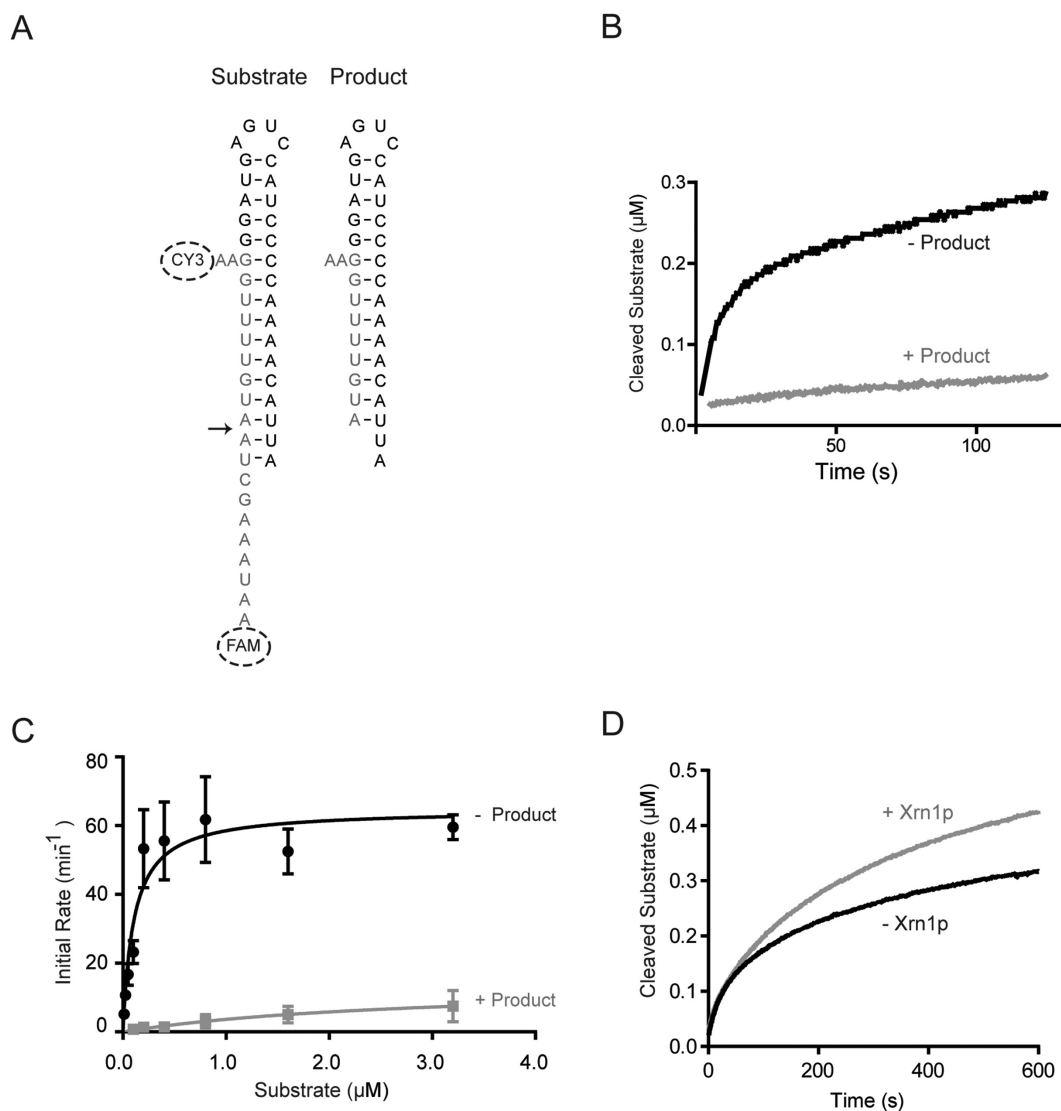 A
Substrate Product
G U G U
A C A C
G-C G C
U-A U A
A-U A U
G-C G C
G-C G C
CY3 AAG-C AAG C
G-C G C
U-A U A
U-A U A
U-A U A
U-A U A
G-C G C
U-A U A
→ A-U A U
A-U U
U-A A
C
G
A
A
A
U
A
A
FAM
B
Cleaved Substrate (µM)
0.3
0.2
0.1
0.0
- Product
+ Product
50 100
Time (s)
C
Initial Rate (min⁻¹)
80
60
40
20
0
- Product
+ Product
0.0 1.0 2.0 3.0 4.0
Substrate (µM)
D
Cleaved Substrate (µM)
0.5
0.4
0.3
0.2
0.1
0.0
+ Xrn1p
- Xrn1p
0 200 400 600
Time (s)